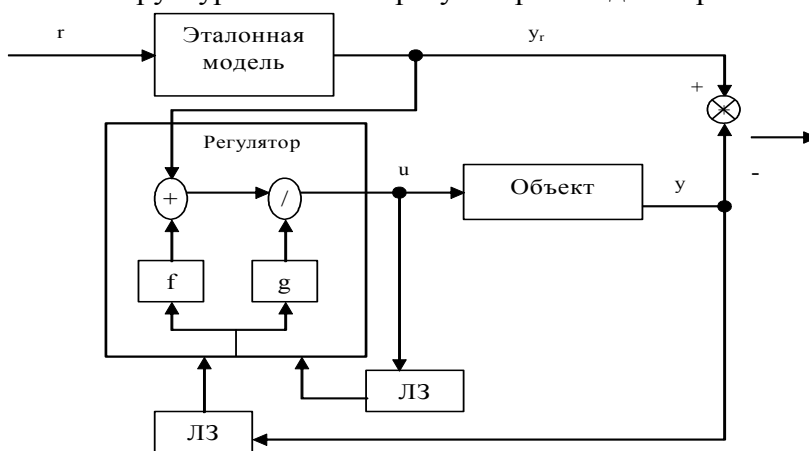 r
Эталонная
модель
yᵣ
+
Регулятор
u
+
/
Объект
y
-
f
g
ЛЗ
ЛЗ